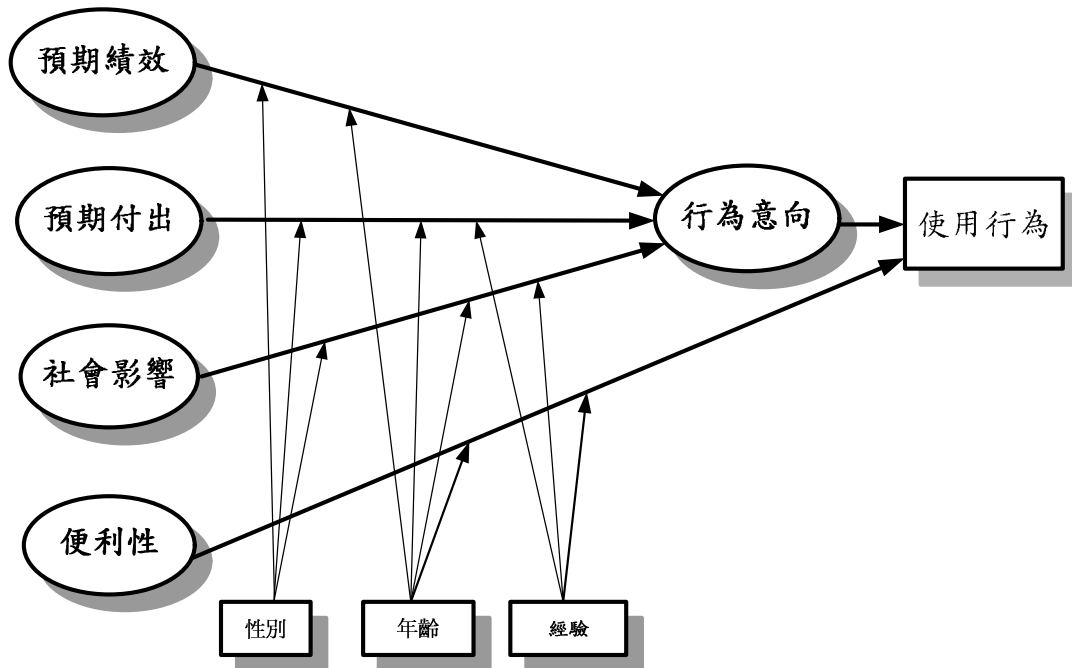 預期績效
預期付出
行為意向
使用行為
社會影響
便利性
性別
年齡
經驗